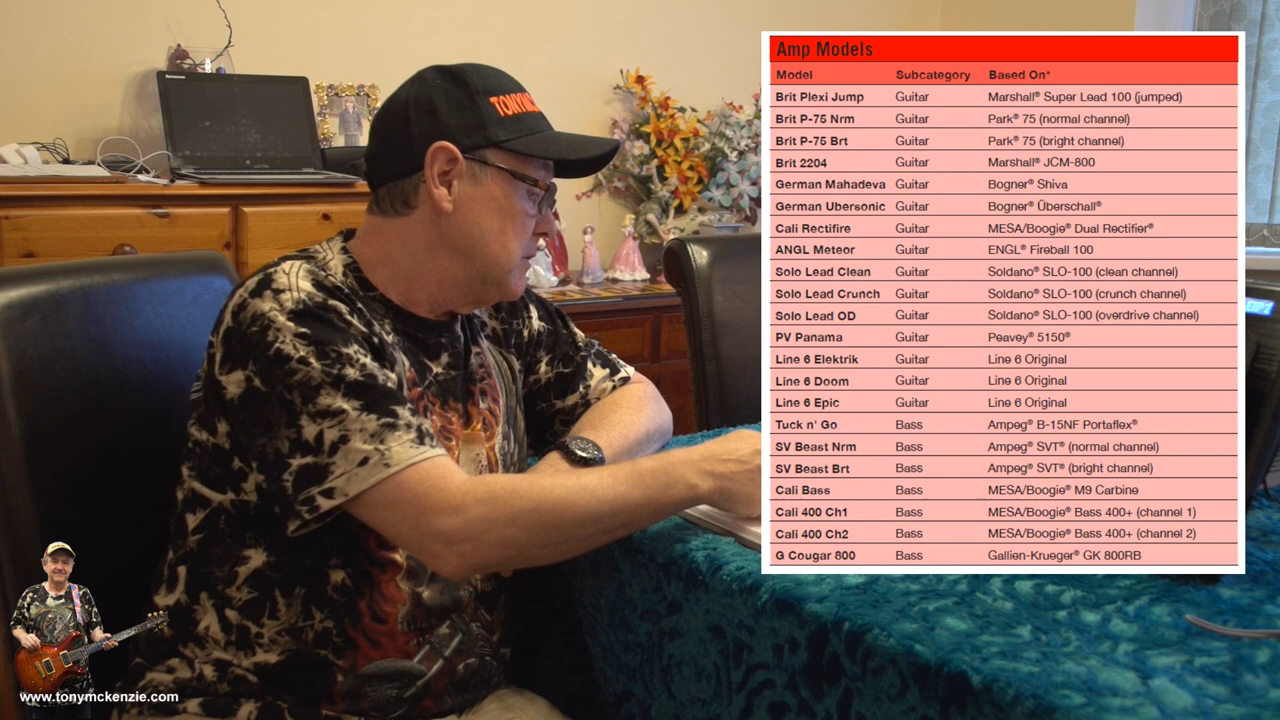 Lenovo
TONYMC
Amp Models
Model Subcategory Based On*
Brit Plexi Jump Guitar Marshall® Super Lead 100 (jumped)
Brit P-75 Nrm Guitar Park® 75 (normal channel)
Brit P-75 Brt Guitar Park® 75 (bright channel)
Brit 2204 Guitar Marshall® JCM-800
German Mahadeva Guitar Bogner® Shiva
German Ubersonic Guitar Bogner® Überschall®
Cali Rectifire Guitar MESA/Boogie® Dual Rectifier®
ANGL Meteor Guitar ENGL® Fireball 100
Solo Lead Clean Guitar Soldano® SLO-100 (clean channel)
Solo Lead Crunch Guitar Soldano® SLO-100 (crunch channel)
Solo Lead OD Guitar Soldano® SLO-100 (overdrive channel)
PV Panama Guitar Peavey® 5150®
Line 6 Elektrik Guitar Line 6 Original
Line 6 Doom Guitar Line 6 Original
Line 6 Epic Guitar Line 6 Original
Tuck n' Go Bass Ampeg® B-15NF Portaflex®
SV Beast Nrm Bass Ampeg® SVT® (normal channel)
SV Beast Brt Bass Ampeg® SVT® (bright channel)
Cali Bass Bass MESA/Boogie® M9 Carbine
Cali 400 Ch1 Bass MESA/Boogie® Bass 400+ (channel 1)
Cali 400 Ch2 Bass MESA/Boogie® Bass 400+ (channel 2)
G Cougar 800 Bass Gallien-Krueger® GK 800RB
www.tonymckenzie.com